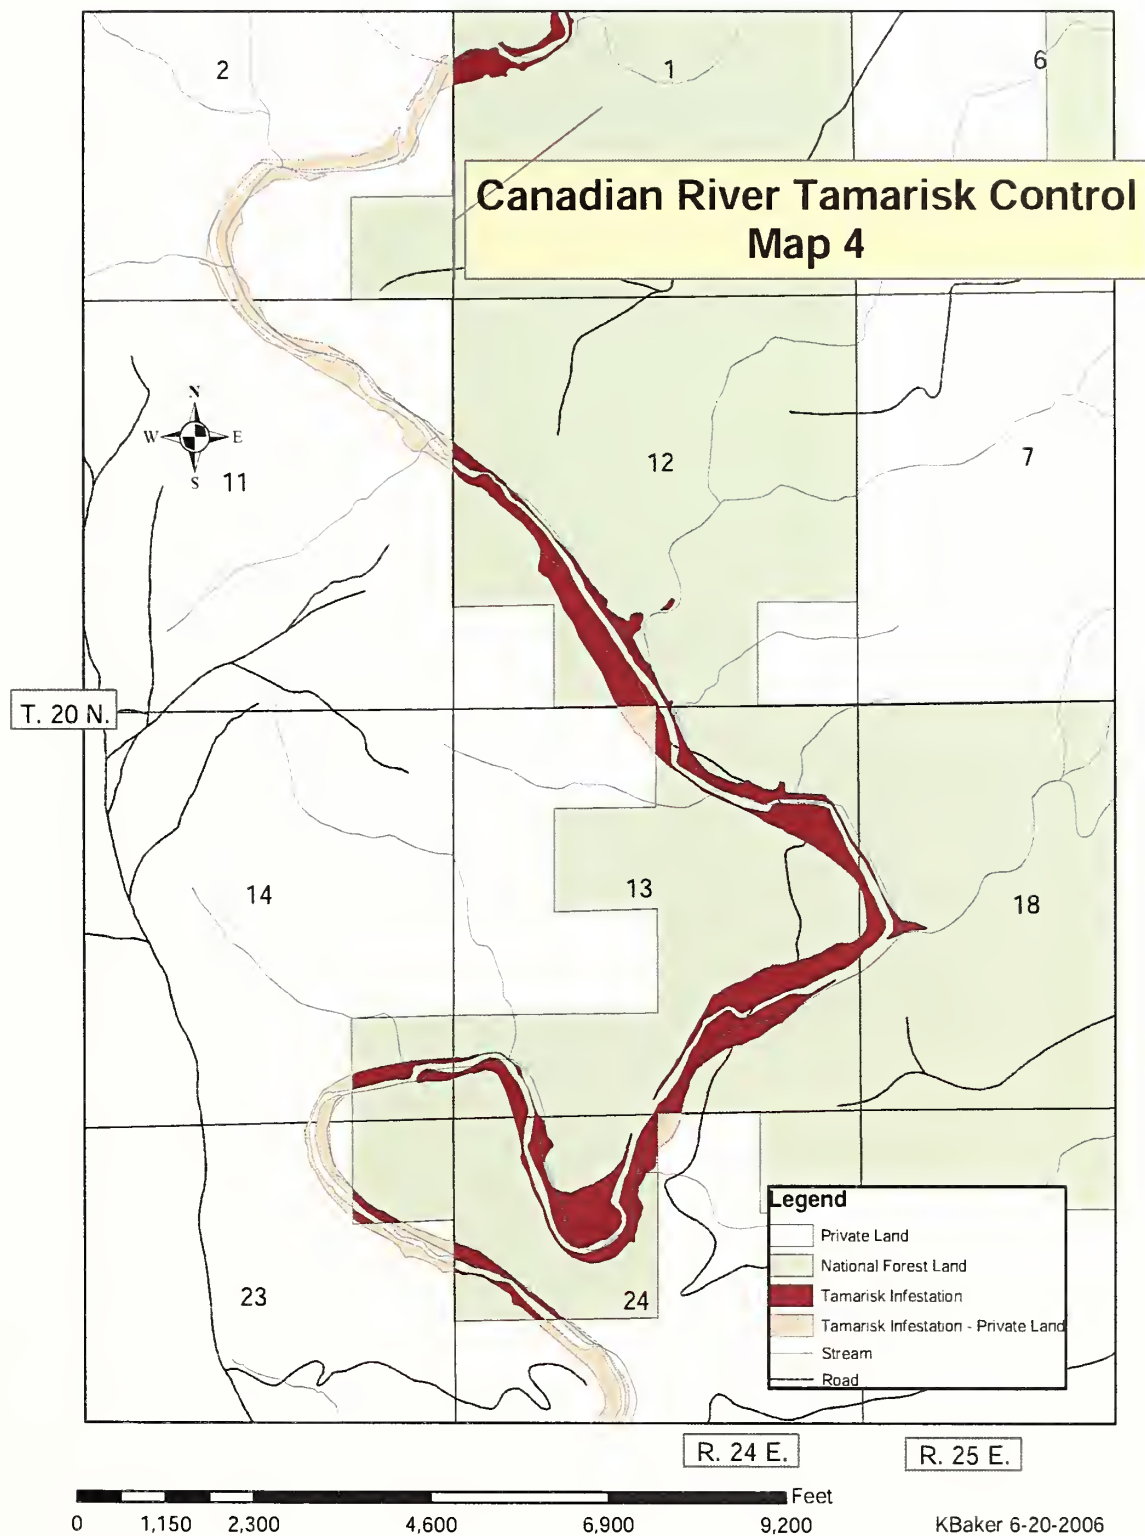 2
1
6
Canadian River Tamarisk Control
Map 4
N
W E
S
11
12
7
T. 20 N.
14
13
18
23
24
Legend
Private Land
National Forest Land
Tamarisk Infestation
Tamarisk Infestation - Private Land
Stream
Road
R. 24 E.
R. 25 E.
Feet
0 1,150 2,300 4,600 6,900 9,200
KBaker 6-20-2006